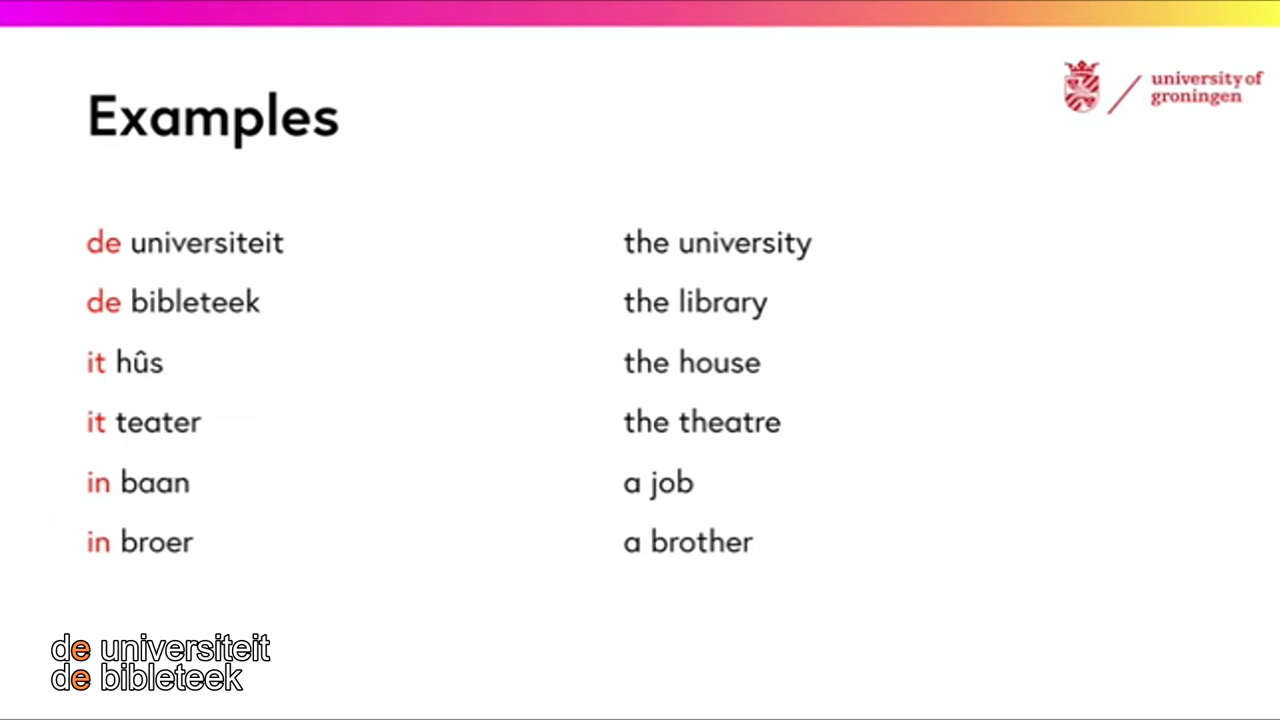 university of
groningen
Examples
de universiteit the university
de bibleteek the library
it hûs the house
it teater the theatre
in baan a job
in broer a brother
de universiteit
de bibleteek